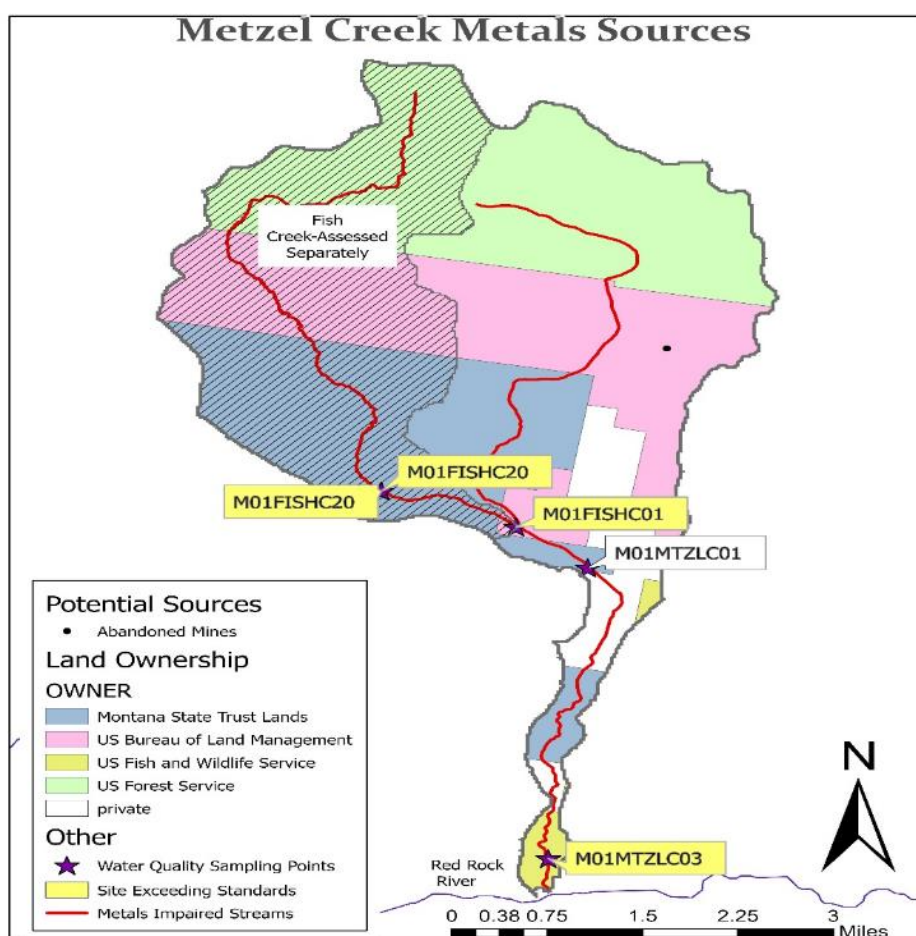 Metzel Creek Metals Sources
Fish
Creek-Assessed
Separately
M01FISHC20
M01FISHC20
M01FISHC01
M01MTZLC01
Potential Sources
Abandoned Mines
Land Ownership
OWNER
Montana State Trust Lands
US Bureau of Land Management
US Fish and Wildlife Service
US Forest Service
private
Other
Water Quality Sampling Points
Site Exceeding Standards
Metals Impaired Streams
N
M01MTZLC03
Red Rock
River
0 0.38 0.75 1.5 2.25 3
Miles